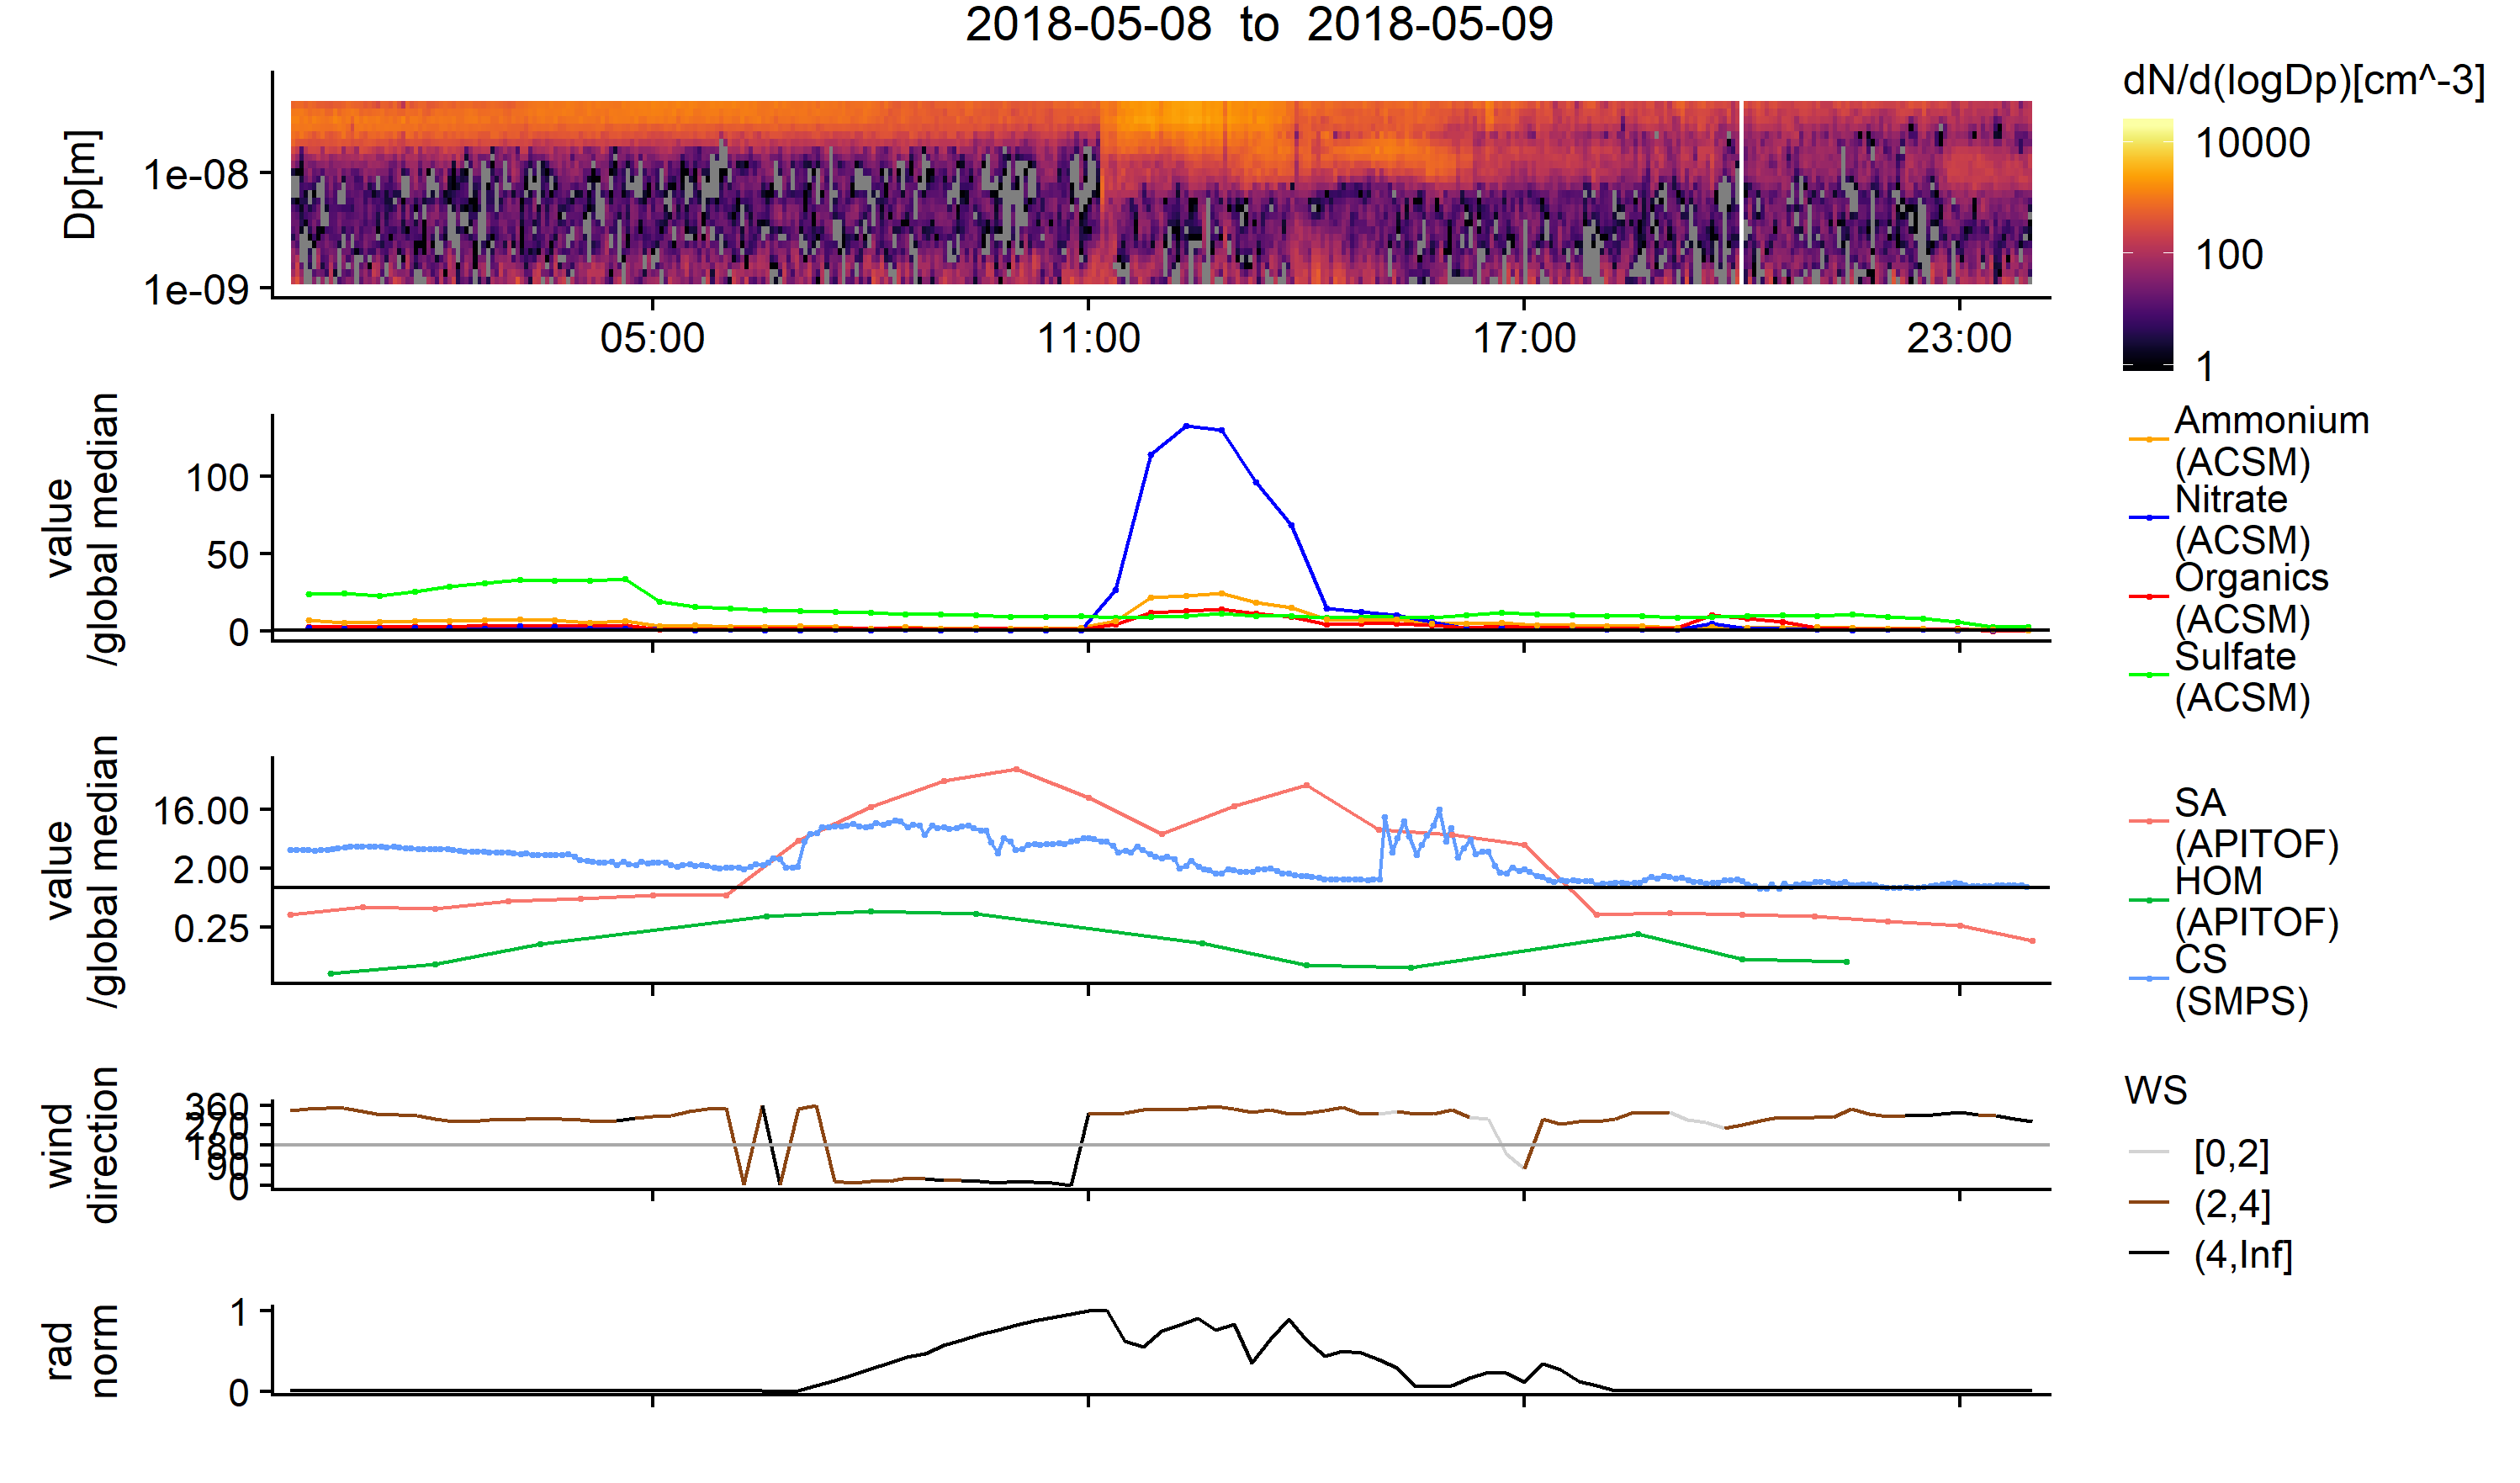 2018-05-08 to 2018-05-09
Dp[m]
1e-08
1e-09
05:00
11:00
17:00
23:00
dN/d(logDp)[cm^-3]
10000
100
1
value
/global median
100
50
0
Ammonium
(ACSM)
Nitrate
(ACSM)
Organics
(ACSM)
Sulfate
(ACSM)
value
/global median
16.00
2.00
0.25
SA
(APITOF)
HOM
(APITOF)
CS
(SMPS)
wind
direction
360
270
180
90
0
WS
[0,2]
(2,4]
(4,Inf]
rad
norm
1
0